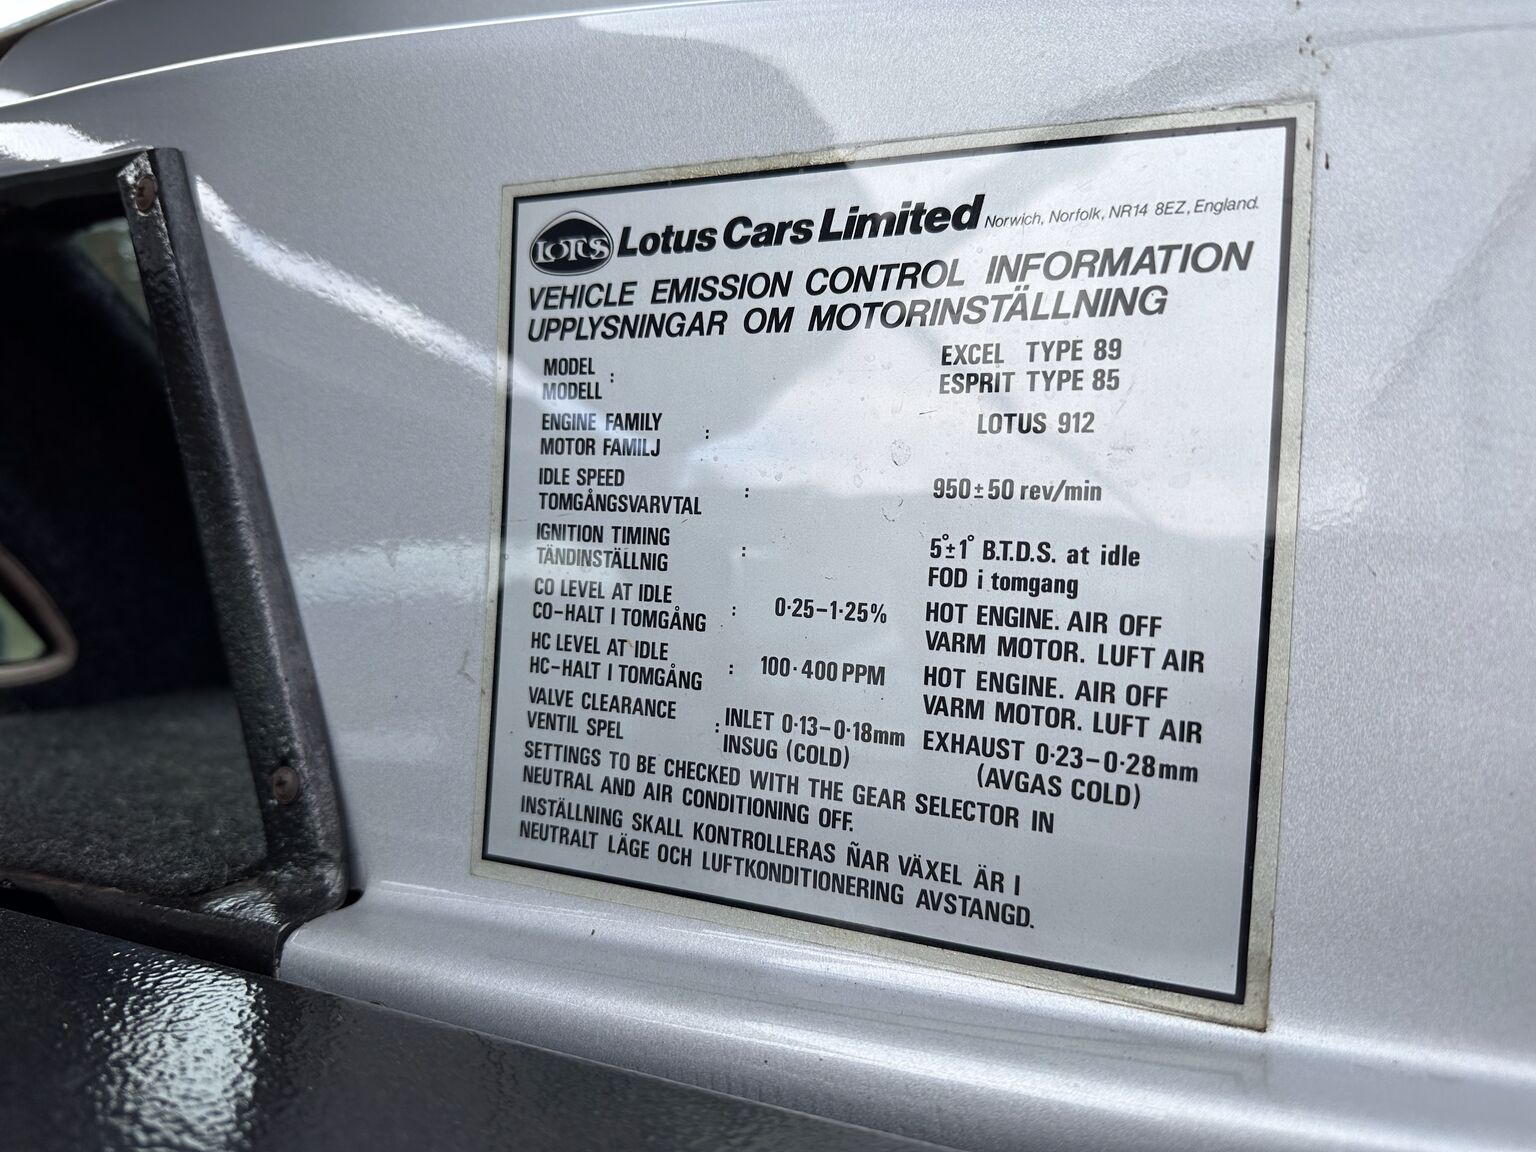 LOTUS Lotus Cars Limited Norwich, Norfolk, NR14 8EZ, England.
VEHICLE EMISSION CONTROL INFORMATION
UPPLYSNINGAR OM MOTORINSTÄLLNING
MODEL : EXCEL TYPE 89
MODELL ESPRIT TYPE 85
ENGINE FAMILY : LOTUS 912
MOTOR FAMILJ
IDLE SPEED : 950±50 rev/min
TOMGÅNGSVARVTAL
IGNITION TIMING : 5°±1° B.T.D.S. at idle
TÄNDINSTÄLLNIG FOD i tomgang
CO LEVEL AT IDLE : 0·25–1·25% HOT ENGINE. AIR OFF
CO-HALT I TOMGÅNG VARM MOTOR. LUFT AIR
HC LEVEL AT IDLE : 100·400 PPM HOT ENGINE. AIR OFF
HC-HALT I TOMGÅNG VARM MOTOR. LUFT AIR
VALVE CLEARANCE : INLET 0·13–0·18mm EXHAUST 0·23–0·28mm
VENTIL SPEL INSUG (COLD) (AVGAS COLD)
SETTINGS TO BE CHECKED WITH THE GEAR SELECTOR IN
NEUTRAL AND AIR CONDITIONING OFF.
INSTÄLLNING SKALL KONTROLLERAS ÑAR VÄXEL ÄR I
NEUTRALT LÄGE OCH LUFTKONDITIONERING AVSTANGD.